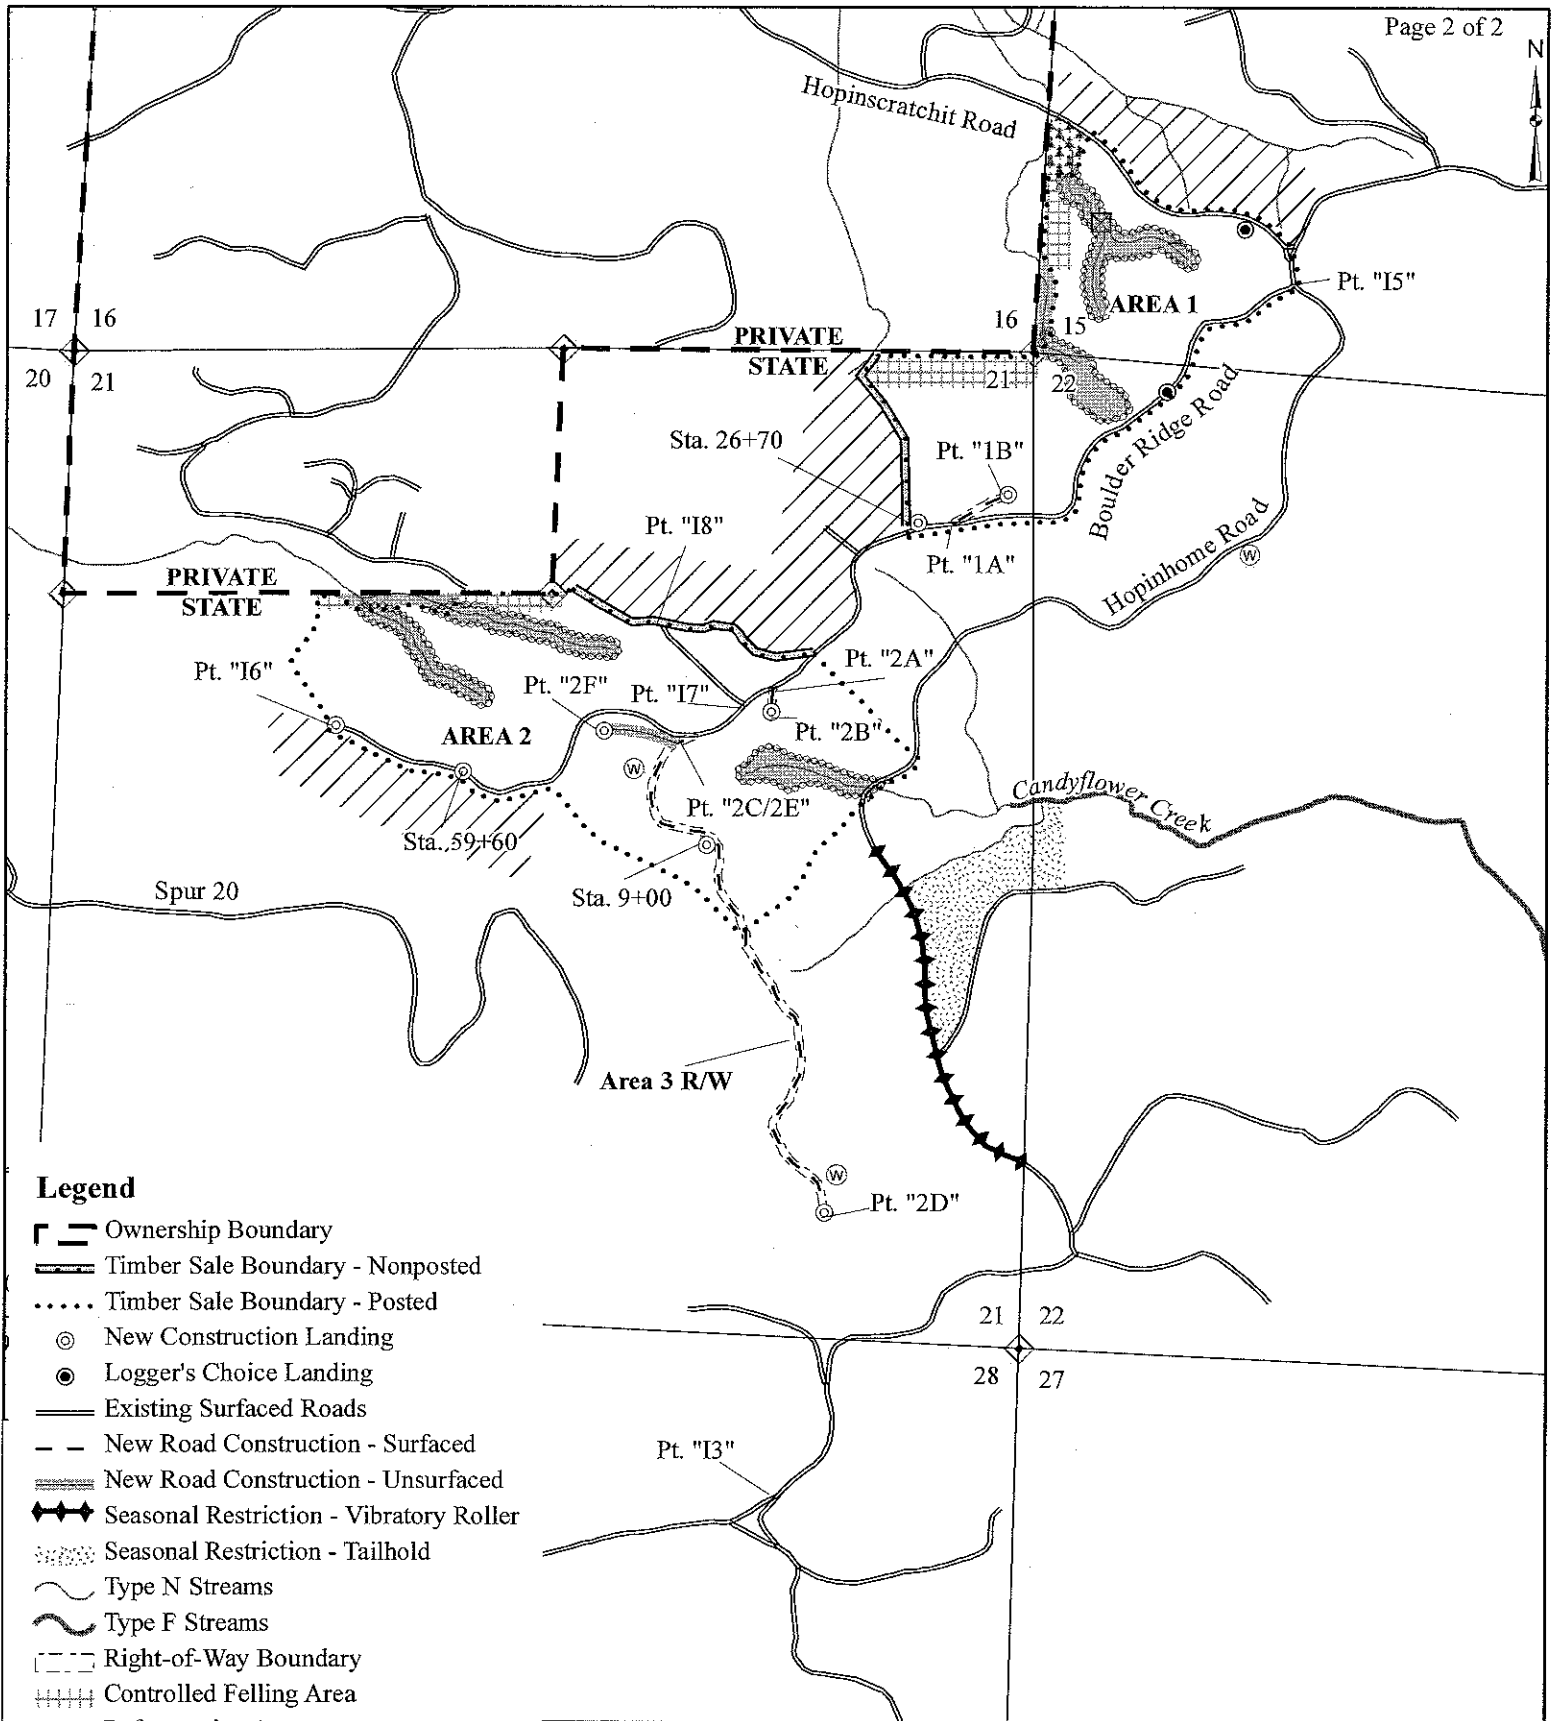 Page 2 of 2
N
Hopinscratchit Road
Pt. "I5"
AREA 1
17 16
20 21
16 15
21 22
PRIVATE
STATE
Boulder Ridge Road
Sta. 26+70
Pt. "1B"
Pt. "1A"
Pt. "I8"
Hopinhome Road
W
PRIVATE
STATE
Pt. "I6"
Pt. "2F"
Pt. "I7"
Pt. "2A"
Pt. "2B"
AREA 2
W
Pt. "2C/2E"
Candyflower Creek
Sta. 59+60
Sta. 9+00
Spur 20
Area 3 R/W
W
Pt. "2D"
21 22
28 27
Pt. "I3"
Legend
Ownership Boundary
Timber Sale Boundary - Nonposted
Timber Sale Boundary - Posted
New Construction Landing
Logger's Choice Landing
Existing Surfaced Roads
New Road Construction - Surfaced
New Road Construction - Unsurfaced
Seasonal Restriction - Vibratory Roller
Seasonal Restriction - Tailhold
Type N Streams
Type F Streams
Right-of-Way Boundary
Controlled Felling Area